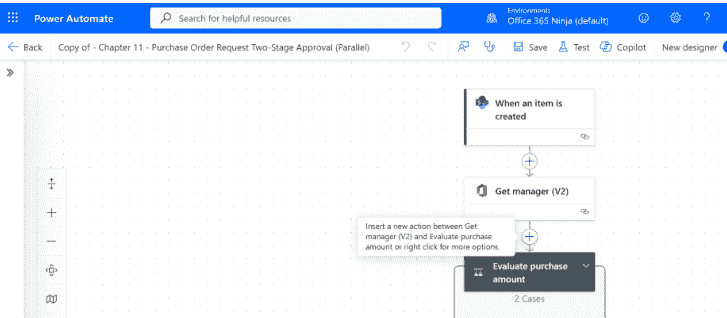 Power Automate
Search for helpful resources
Environments
Office 365 Ninja (default)
?
Back
Copy of - Chapter 11 - Purchase Order Request Two-Stage Approval (Parallel)
Save
Test
Copilot
New designer
When an item is
created
Get manager (V2)
Insert a new action between Get
manager (V2) and Evaluate purchase
amount or right click for more options.
Evaluate purchase
amount
2 Cases